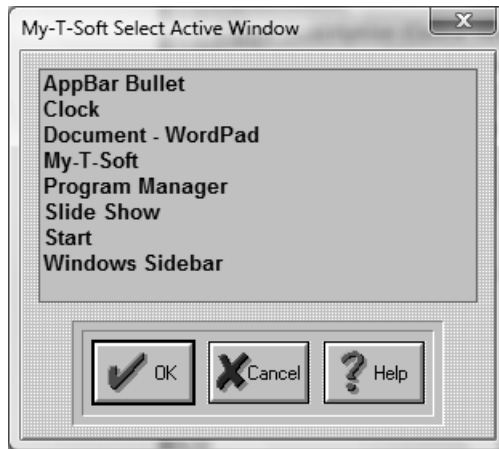 My-T-Soft Select Active Window
AppBar Bullet
Clock
Document - WordPad
My-T-Soft
Program Manager
Slide Show
Start
Windows Sidebar
OK Cancel Help